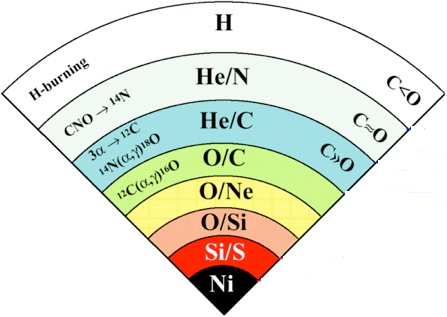 H
H-burning
C<O
He/N
CNO → ¹⁴N
C≈O
He/C
3α → ¹²C
¹⁴N(α,γ)¹⁸O
C»O
O/C
¹²C(α,γ)¹⁶O
O/Ne
O/Si
Si/S
Ni